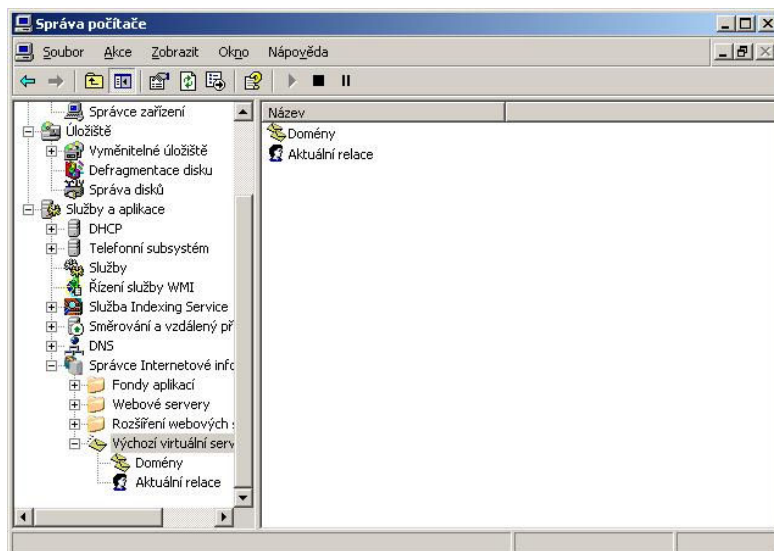 Správa počítače
Soubor Akce Zobrazit Okno Nápověda
Správce zařízení
Úložiště
Vyměnitelné úložiště
Defragmentace disku
Správa disků
Služby a aplikace
DHCP
Telefonní subsystém
Služby
Řízení služby WMI
Služba Indexing Service
Směrování a vzdálený př
DNS
Správce Internetové infc
Fondy aplikací
Webové servery
Rozšíření webových s
Výchozí virtuální serv
Domény
Aktuální relace
Název
Domény
Aktuální relace